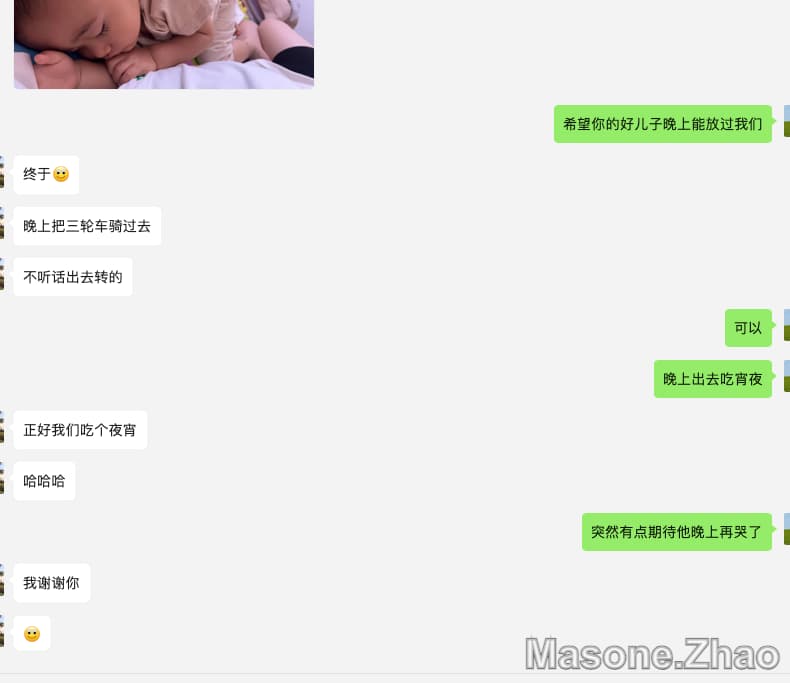 希望你的好儿子晚上能放过我们
终于
晚上把三轮车骑过去
不听话出去转的
可以
晚上出去吃宵夜
正好我们吃个夜宵
哈哈哈
突然有点期待他晚上再哭了
我谢谢你
Masone.Zhao